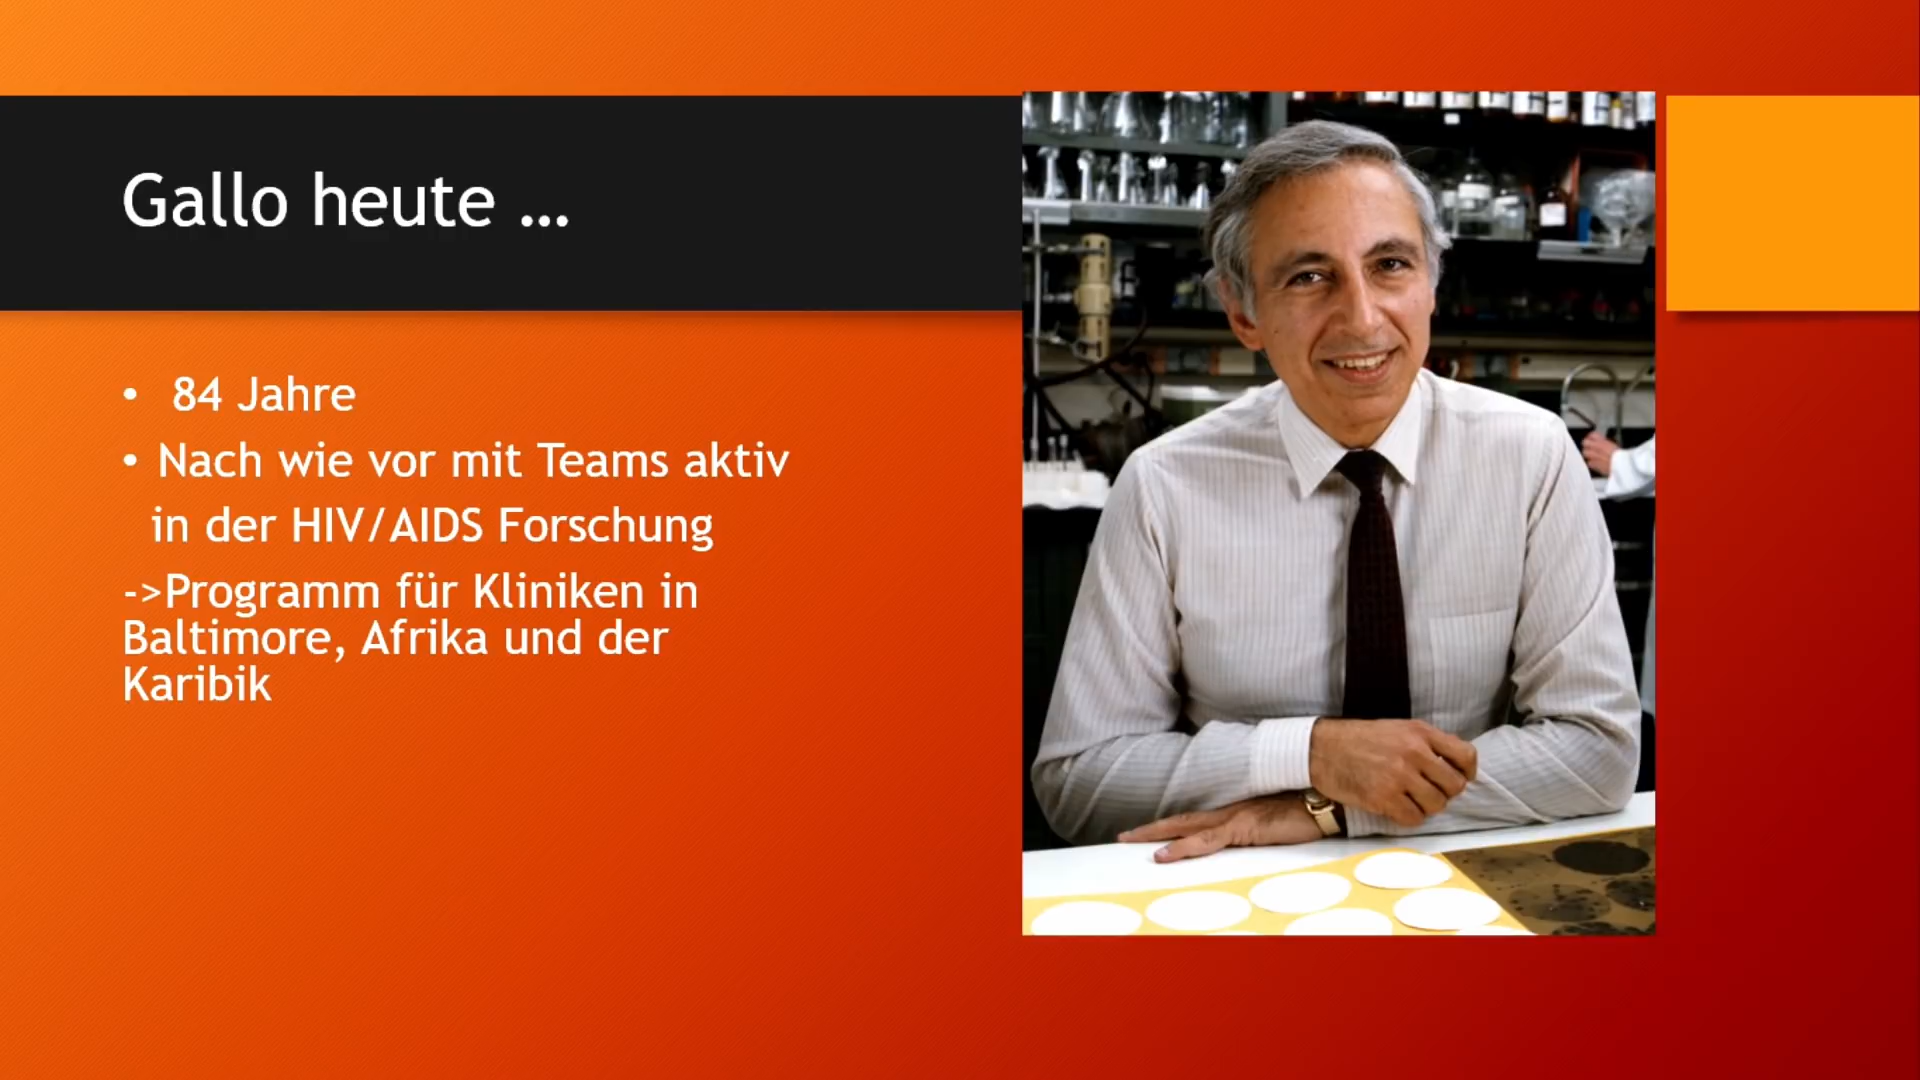 Gallo heute ...
• 84 Jahre
• Nach wie vor mit Teams aktiv
in der HIV/AIDS Forschung
->Programm für Kliniken in
Baltimore, Afrika und der
Karibik